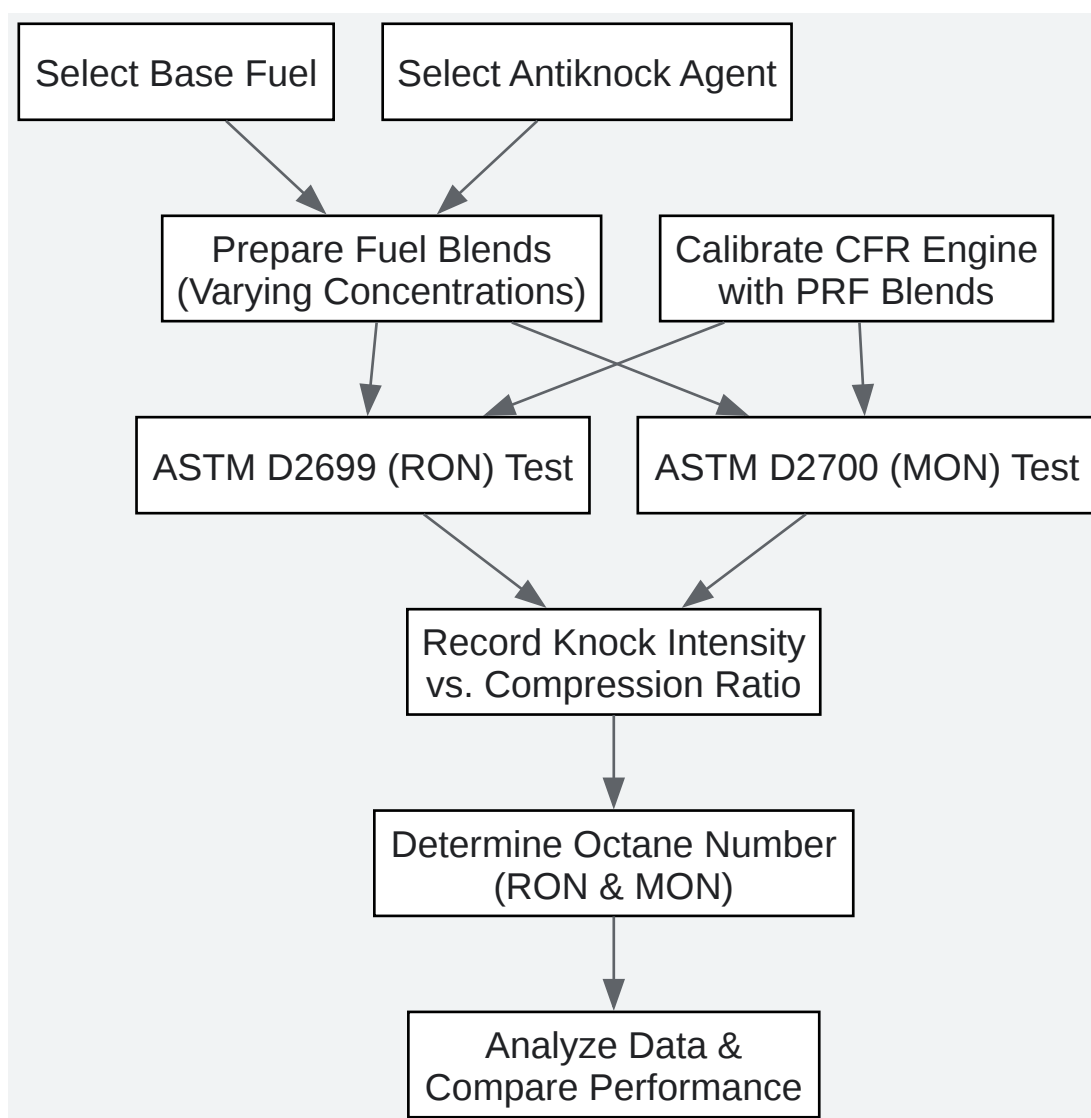 Select Base Fuel
Select Antiknock Agent
Prepare Fuel Blends
(Varying Concentrations)
Calibrate CFR Engine
with PRF Blends
ASTM D2699 (RON) Test
ASTM D2700 (MON) Test
Record Knock Intensity
vs. Compression Ratio
Determine Octane Number
(RON & MON)
Analyze Data &
Compare Performance